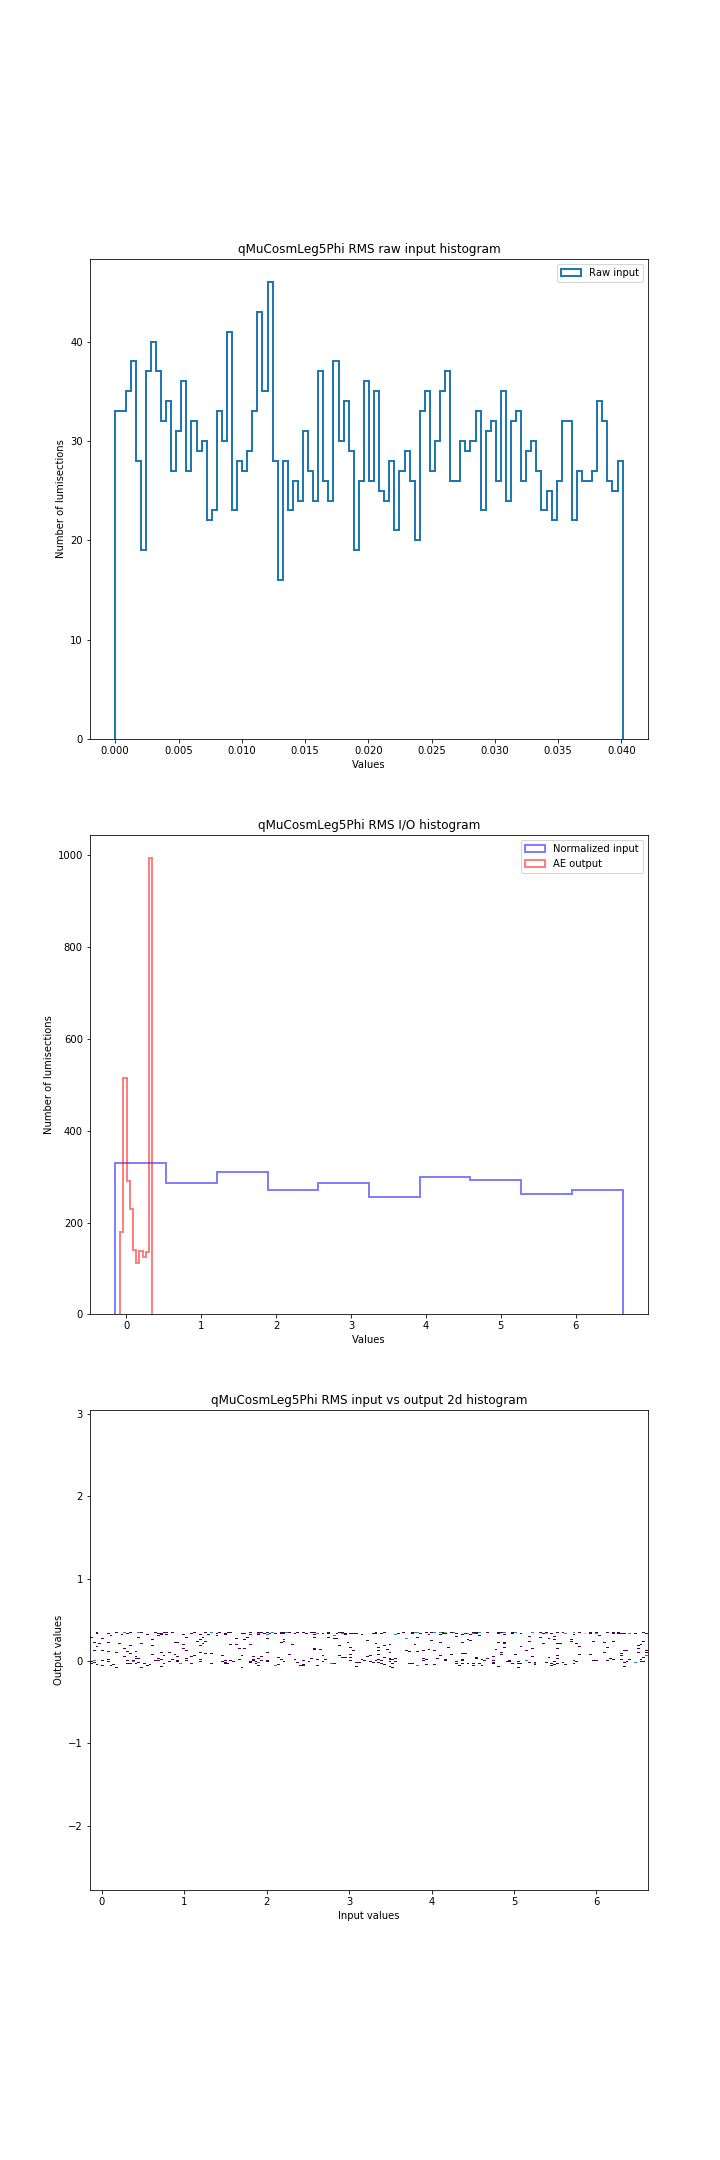 qMuCosmLeg5Phi RMS raw input histogram
Raw input
40
30
20
10
0
Number of lumisections
0.000 0.005 0.010 0.015 0.020 0.025 0.030 0.035 0.040
Values
qMuCosmLeg5Phi RMS I/O histogram
Normalized input
AE output
1000
800
600
400
200
0
Number of lumisections
0 1 2 3 4 5 6
Values
qMuCosmLeg5Phi RMS input vs output 2d histogram
3
2
1
0
−1
−2
Output values
0 1 2 3 4 5 6
Input values